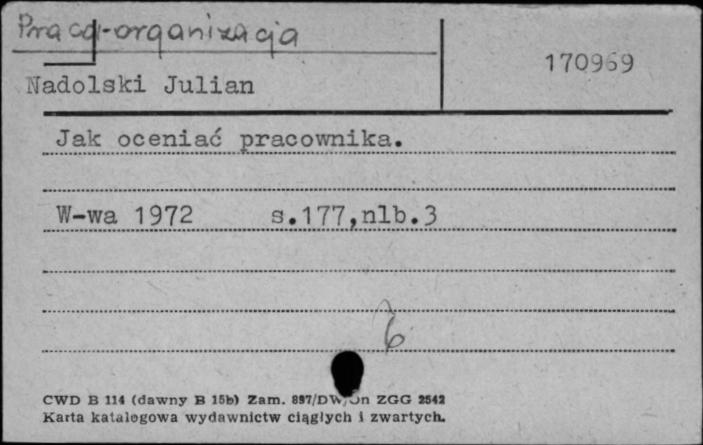 Praca-organizacja
170969
Nadolski Julian
Jak oceniać pracownika.
W-wa 1972 s.177,nlb.3
6
CWD B 114 (dawny B 15b) Zam. 897/DW/Jn ZGG 2542
Karta katalogowa wydawnictw ciągłych i zwartych.